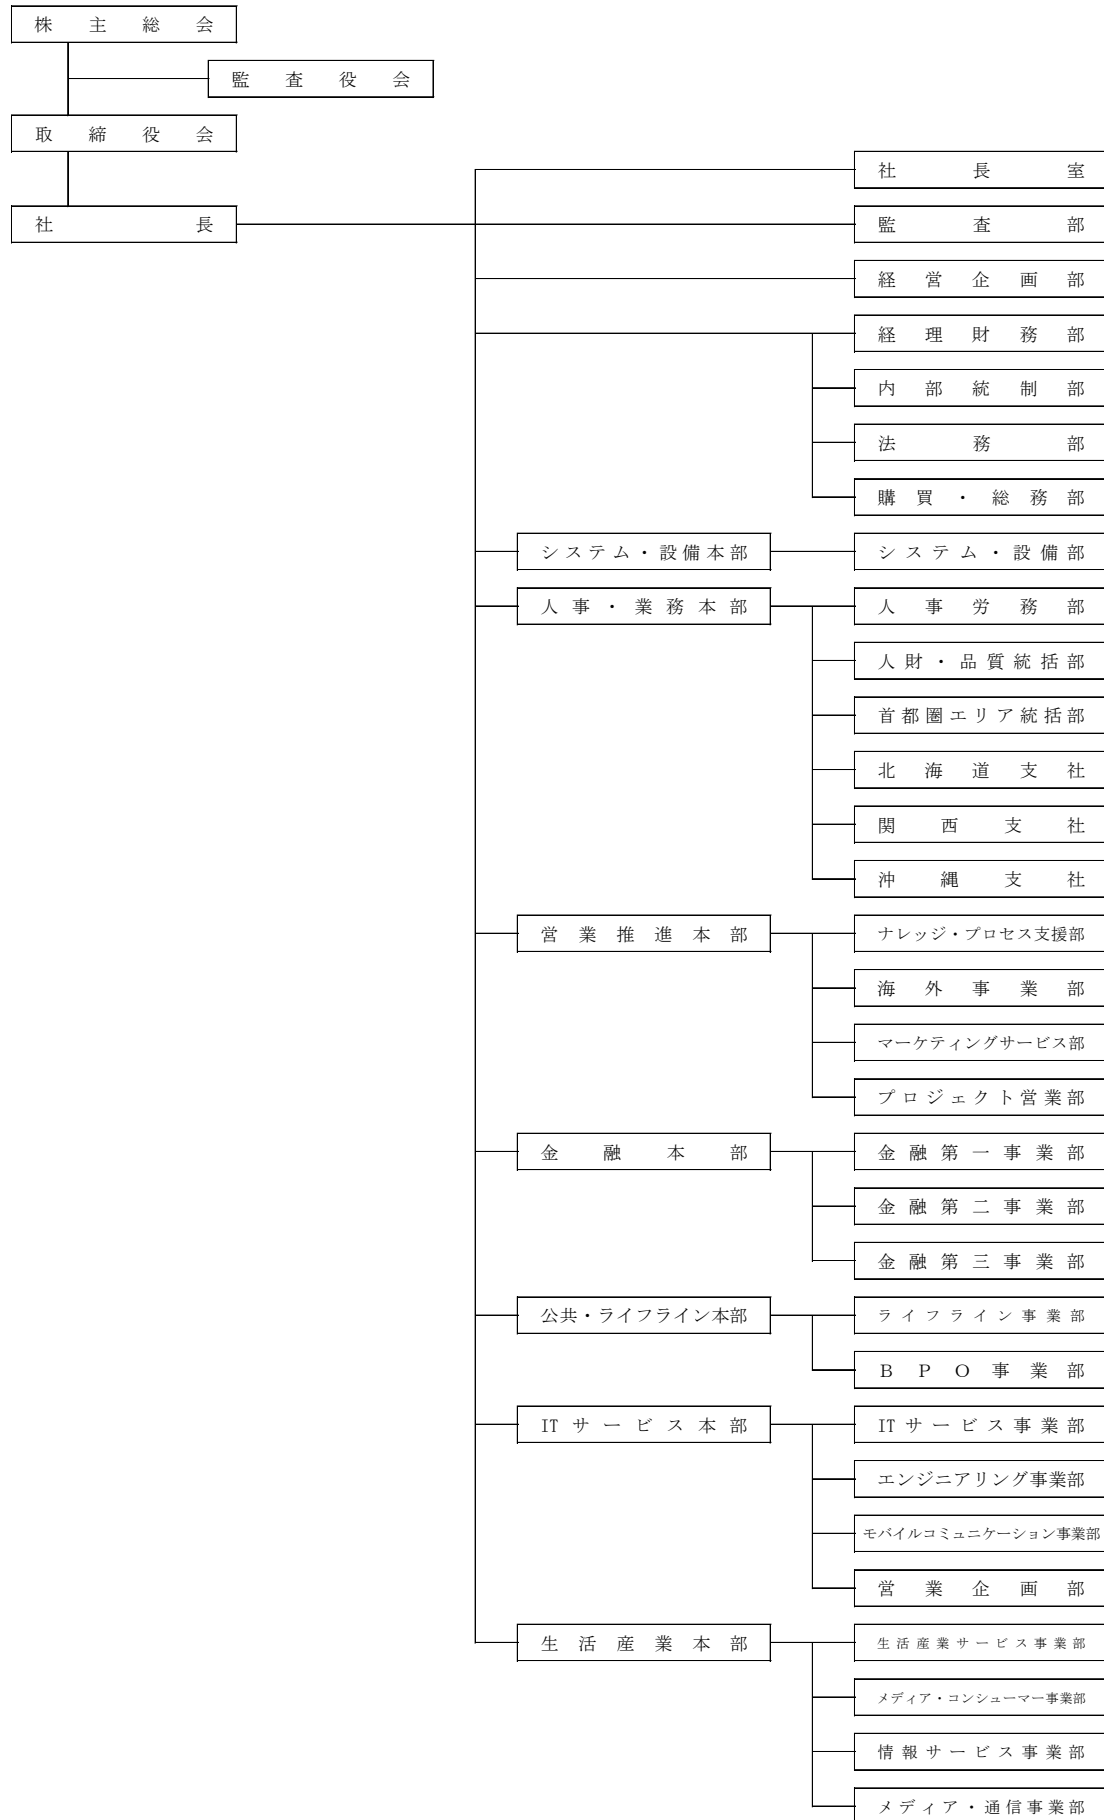 株主総会
監査役会
取締役会
社長室
社長
監査部
経営企画部
経理財務部
内部統制部
法務部
購買・総務部
システム・設備本部
システム・設備部
人事・業務本部
人事労務部
人財・品質統括部
首都圏エリア統括部
北海道支社
関西支社
沖縄支社
営業推進本部
ナレッジ・プロセス支援部
海外事業部
マーケティングサービス部
プロジェクト営業部
金融本部
金融第一事業部
金融第二事業部
金融第三事業部
公共・ライフライン本部
ライフライン事業部
BPO事業部
ITサービス本部
ITサービス事業部
エンジニアリング事業部
モバイルコミュニケーション事業部
営業企画部
生活産業本部
生活産業サービス事業部
メディア・コンシューマー事業部
情報サービス事業部
メディア・通信事業部